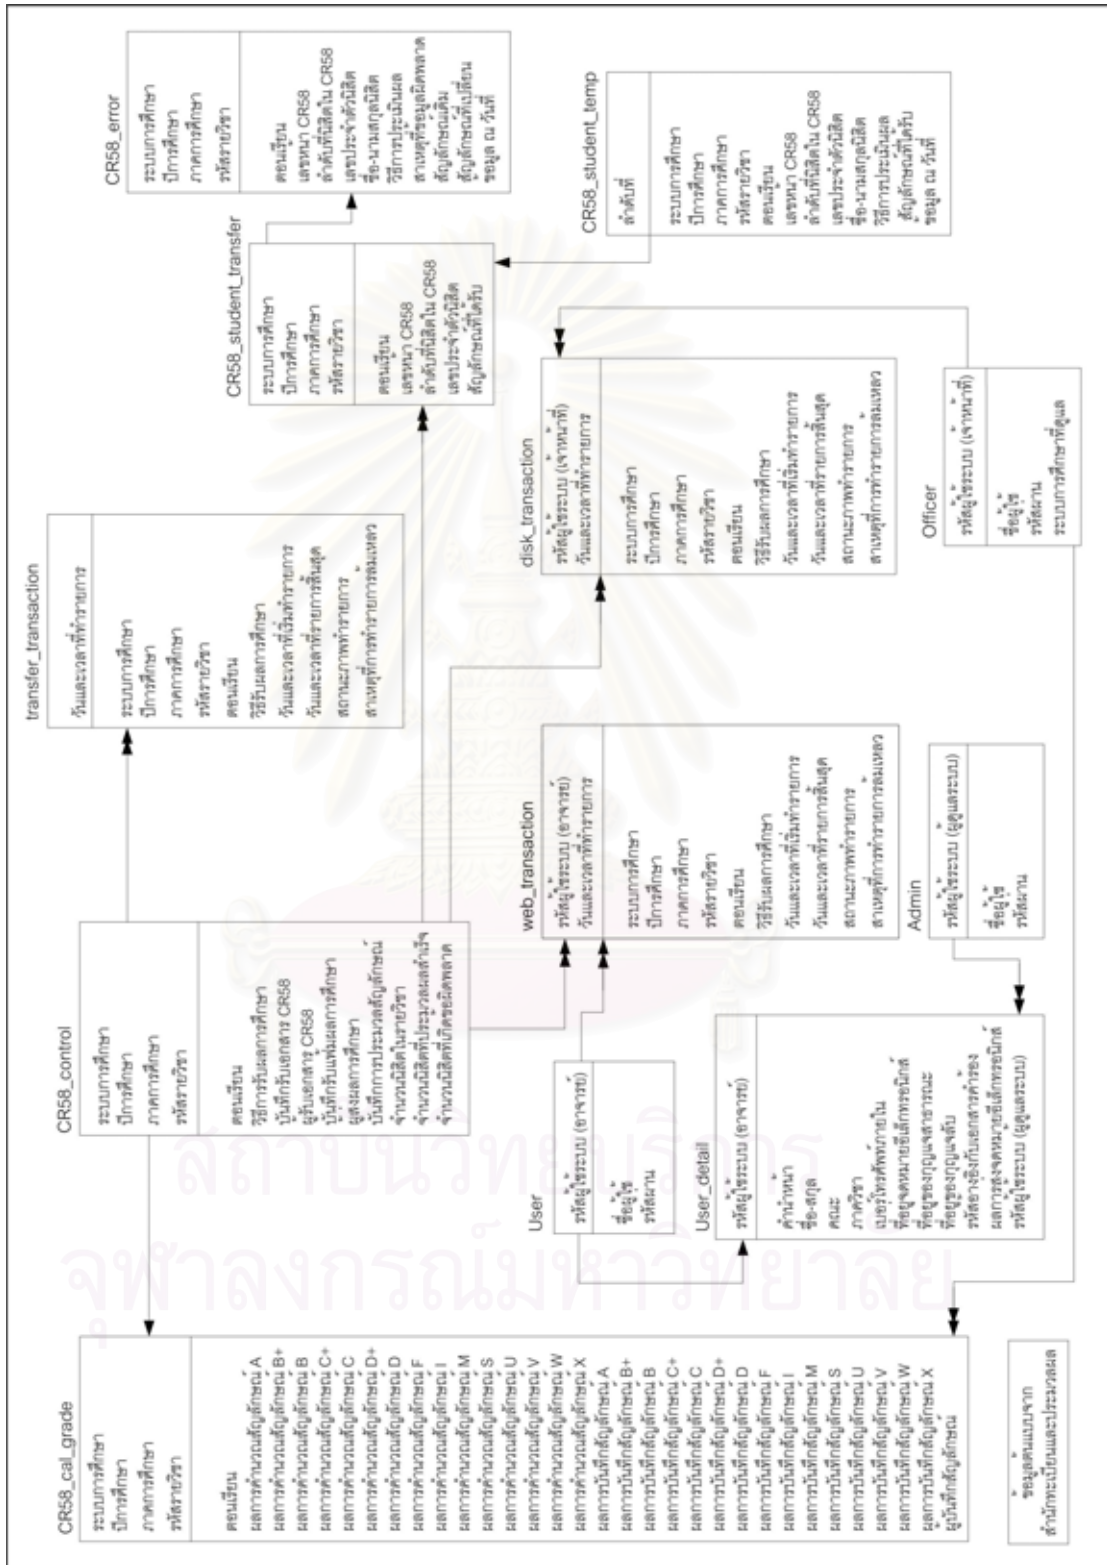 CR58_cal_grade
ระบบการศึกษา
ปีการศึกษา
ภาคการศึกษา
รหัสรายวิชา
ตอนเรียน
ผลการคำนวณสัญลักษณ์ A
ผลการคำนวณสัญลักษณ์ B+
ผลการคำนวณสัญลักษณ์ B
ผลการคำนวณสัญลักษณ์ C+
ผลการคำนวณสัญลักษณ์ C
ผลการคำนวณสัญลักษณ์ D+
ผลการคำนวณสัญลักษณ์ D
ผลการคำนวณสัญลักษณ์ F
ผลการคำนวณสัญลักษณ์ I
ผลการคำนวณสัญลักษณ์ M
ผลการคำนวณสัญลักษณ์ S
ผลการคำนวณสัญลักษณ์ U
ผลการคำนวณสัญลักษณ์ V
ผลการคำนวณสัญลักษณ์ W
ผลการคำนวณสัญลักษณ์ X
ผลการบันทึกสัญลักษณ์ A
ผลการบันทึกสัญลักษณ์ B+
ผลการบันทึกสัญลักษณ์ B
ผลการบันทึกสัญลักษณ์ C+
ผลการบันทึกสัญลักษณ์ C
ผลการบันทึกสัญลักษณ์ D+
ผลการบันทึกสัญลักษณ์ D
ผลการบันทึกสัญลักษณ์ F
ผลการบันทึกสัญลักษณ์ I
ผลการบันทึกสัญลักษณ์ M
ผลการบันทึกสัญลักษณ์ S
ผลการบันทึกสัญลักษณ์ U
ผลการบันทึกสัญลักษณ์ V
ผลการบันทึกสัญลักษณ์ W
ผลการบันทึกสัญลักษณ์ X
ผู้บันทึกสัญลักษณ์
ข้อมูลต้นแบบจาก
สำนักทะเบียนและประมวลผล
CR58_control
ระบบการศึกษา
ปีการศึกษา
ภาคการศึกษา
รหัสรายวิชา
ตอนเรียน
วิธีการรับผลการศึกษา
บันทึกรับเอกสาร CR58
ผู้รับเอกสาร CR58
บันทึกรับแฟ้มผลการศึกษา
ผู้ส่งผลการศึกษา
บันทึกการประมวลสัญลักษณ์
จำนวนนิสิตในรายวิชา
จำนวนนิสิตที่ประมวลผลสำเร็จ
จำนวนนิสิตที่เกิดข้อผิดพลาด
User
รหัสผู้ใช้ระบบ (อาจารย์)
ชื่อผู้ใช้
รหัสผ่าน
User_detail
รหัสผู้ใช้ระบบ (อาจารย์)
คำนำหน้า
ชื่อ-สกุล
คณะ
ภาควิชา
เบอร์โทรศัพท์ภายใน
ที่อยู่จดหมายอิเล็กทรอนิกส์
ที่อยู่ของกุญแจสาธารณะ
ที่อยู่ของกุญแจลับ
รหัสอ้างอิงกับเอกสารคำร้อง
ผลการส่งจดหมายอิเล็กทรอนิกส์
รหัสผู้ใช้ระบบ (ผู้ดูแลระบบ)
transfer_transaction
วันและเวลาที่ทำรายการ
ระบบการศึกษา
ปีการศึกษา
ภาคการศึกษา
รหัสรายวิชา
ตอนเรียน
วิธีรับผลการศึกษา
วันและเวลาที่เริ่มทำรายการ
วันและเวลาที่รายการสิ้นสุด
สถานะภาพทำรายการ
สาเหตุที่การทำรายการล้มเหลว
web_transaction
รหัสผู้ใช้ระบบ (อาจารย์)
วันและเวลาที่ทำรายการ
ระบบการศึกษา
ปีการศึกษา
ภาคการศึกษา
รหัสรายวิชา
ตอนเรียน
วิธีรับผลการศึกษา
วันและเวลาที่เริ่มทำรายการ
วันและเวลาที่รายการสิ้นสุด
สถานะภาพทำรายการ
สาเหตุที่การทำรายการล้มเหลว
Admin
รหัสผู้ใช้ระบบ (ผู้ดูแลระบบ)
ชื่อผู้ใช้
รหัสผ่าน
CR58_error
ระบบการศึกษา
ปีการศึกษา
ภาคการศึกษา
รหัสรายวิชา
ตอนเรียน
เลขหน้า CR58
ลำดับที่นิสิตใน CR58
เลขประจำตัวนิสิต
ชื่อ-นามสกุลนิสิต
วิธีการประเมินผล
สาเหตุที่ข้อมูลผิดพลาด
สัญลักษณ์เดิม
สัญลักษณ์ที่เปลี่ยน
ข้อมูล ณ วันที่
CR58_student_transfer
ระบบการศึกษา
ปีการศึกษา
ภาคการศึกษา
รหัสรายวิชา
ตอนเรียน
เลขหน้า CR58
ลำดับที่นิสิตใน CR58
เลขประจำตัวนิสิต
สัญลักษณ์ที่ได้รับ
disk_transaction
รหัสผู้ใช้ระบบ (เจ้าหน้าที่)
วันและเวลาที่ทำรายการ
ระบบการศึกษา
ปีการศึกษา
ภาคการศึกษา
รหัสรายวิชา
ตอนเรียน
วิธีรับผลการศึกษา
วันและเวลาที่เริ่มทำรายการ
วันและเวลาที่รายการสิ้นสุด
สถานะภาพทำรายการ
สาเหตุที่การทำรายการล้มเหลว
CR58_student_temp
ลำดับที่
ระบบการศึกษา
ปีการศึกษา
ภาคการศึกษา
รหัสรายวิชา
ตอนเรียน
เลขหน้า CR58
ลำดับที่นิสิตใน CR58
เลขประจำตัวนิสิต
ชื่อ-นามสกุลนิสิต
วิธีการประเมินผล
สัญลักษณ์ที่ได้รับ
ข้อมูล ณ วันที่
Officer
รหัสผู้ใช้ระบบ (เจ้าหน้าที่)
ชื่อผู้ใช้
รหัสผ่าน
ระบบการศึกษาที่ดูแล
สถาบันวิทยบริการ
จุฬาลงกรณ์มหาวิทยาลัย